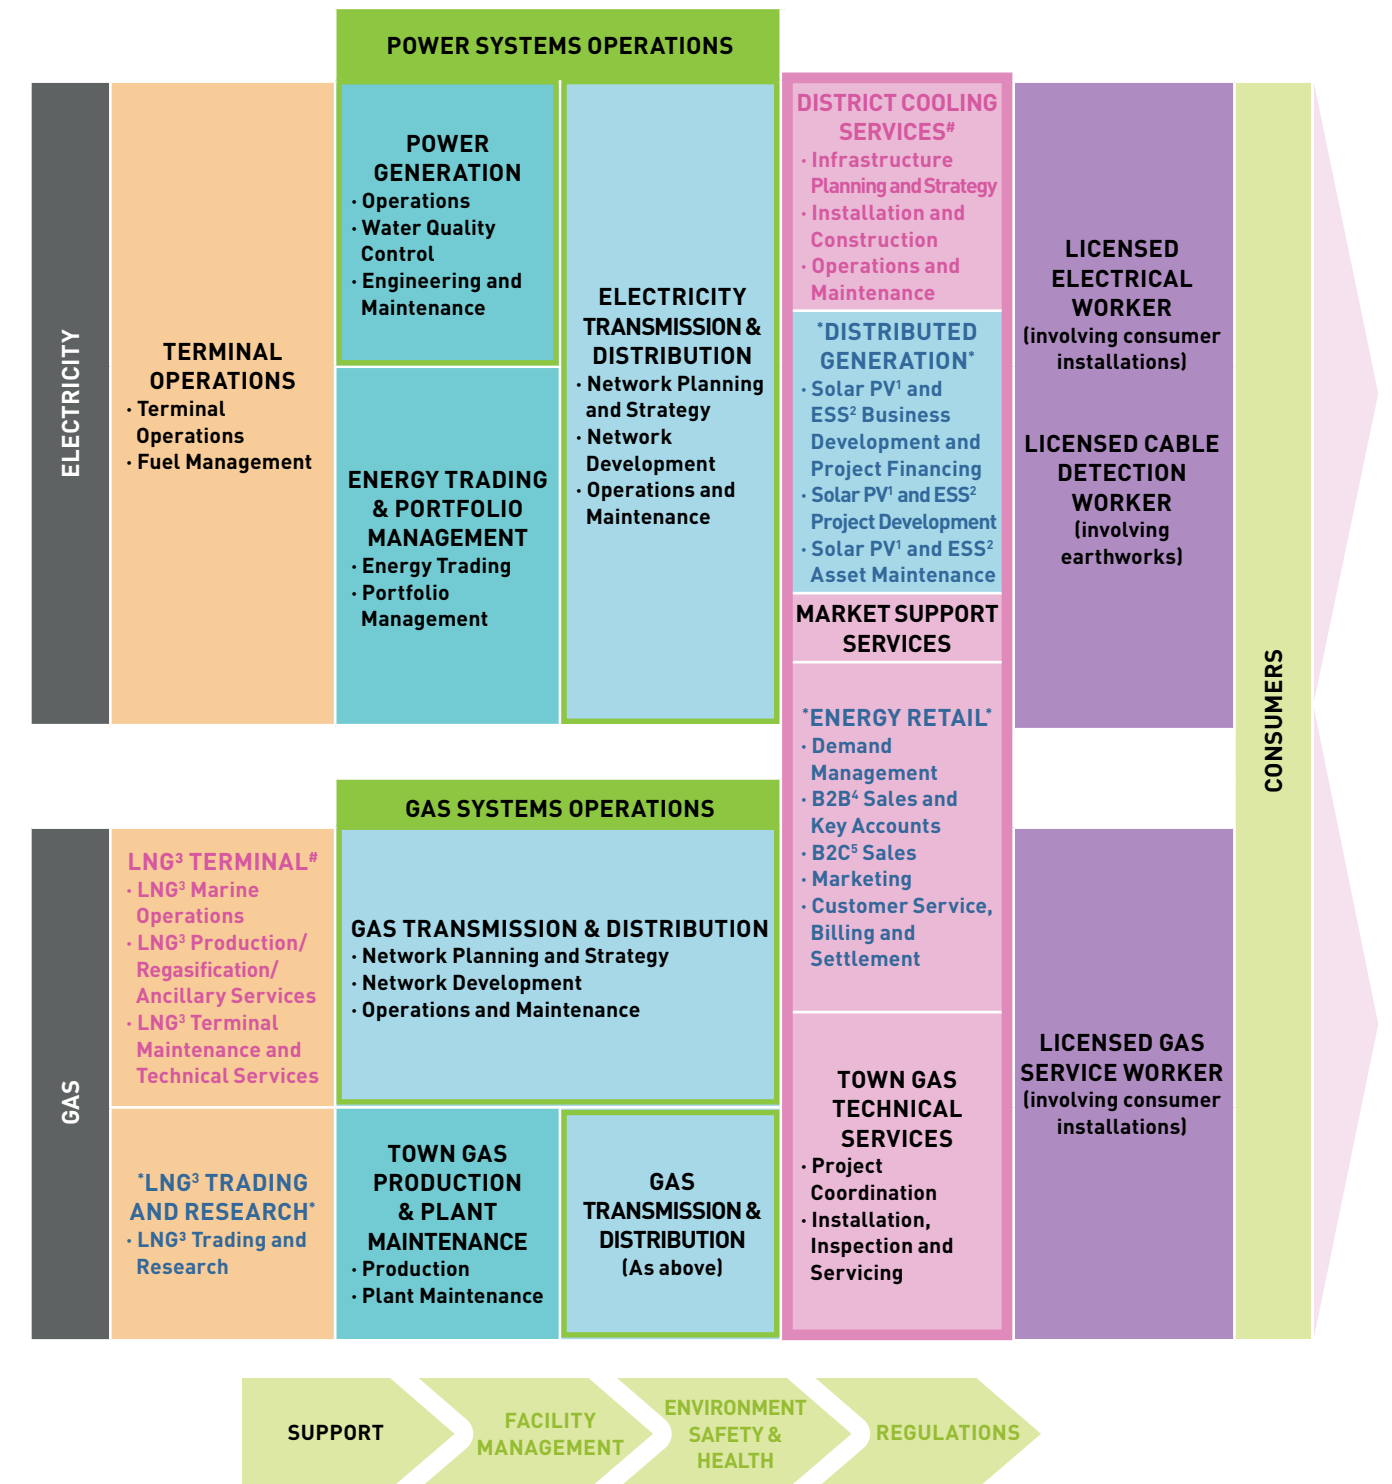 POWER SYSTEMS OPERATIONS
ELECTRICITY
TERMINAL
OPERATIONS
· Terminal
Operations
· Fuel Management
POWER
GENERATION
· Operations
· Water Quality
Control
· Engineering and
Maintenance
ENERGY TRADING
& PORTFOLIO
MANAGEMENT
· Energy Trading
· Portfolio
Management
ELECTRICITY
TRANSMISSION &
DISTRIBUTION
· Network Planning
and Strategy
· Network
Development
· Operations and
Maintenance
DISTRICT COOLING
SERVICES#
· Infrastructure
Planning and Strategy
· Installation and
Construction
· Operations and
Maintenance
*DISTRIBUTED
GENERATION*
· Solar PV¹ and
ESS² Business
Development and
Project Financing
· Solar PV¹ and ESS²
Project Development
· Solar PV¹ and ESS²
Asset Maintenance
MARKET SUPPORT
SERVICES
*ENERGY RETAIL*
· Demand
Management
· B2B⁴ Sales and
Key Accounts
· B2C⁵ Sales
· Marketing
· Customer Service,
Billing and
Settlement
TOWN GAS
TECHNICAL
SERVICES
· Project
Coordination
· Installation,
Inspection and
Servicing
LICENSED
ELECTRICAL
WORKER
(involving consumer
installations)
LICENSED CABLE
DETECTION
WORKER
(involving
earthworks)
CONSUMERS
GAS SYSTEMS OPERATIONS
GAS
LNG³ TERMINAL#
· LNG³ Marine
Operations
· LNG³ Production/
Regasification/
Ancillary Services
· LNG³ Terminal
Maintenance and
Technical Services
*LNG³ TRADING
AND RESEARCH*
· LNG³ Trading and
Research
GAS TRANSMISSION & DISTRIBUTION
· Network Planning and Strategy
· Network Development
· Operations and Maintenance
TOWN GAS
PRODUCTION
& PLANT
MAINTENANCE
· Production
· Plant Maintenance
GAS
TRANSMISSION &
DISTRIBUTION
(As above)
LICENSED GAS
SERVICE WORKER
(involving consumer
installations)
SUPPORT
FACILITY
MANAGEMENT
ENVIRONMENT
SAFETY &
HEALTH
REGULATIONS